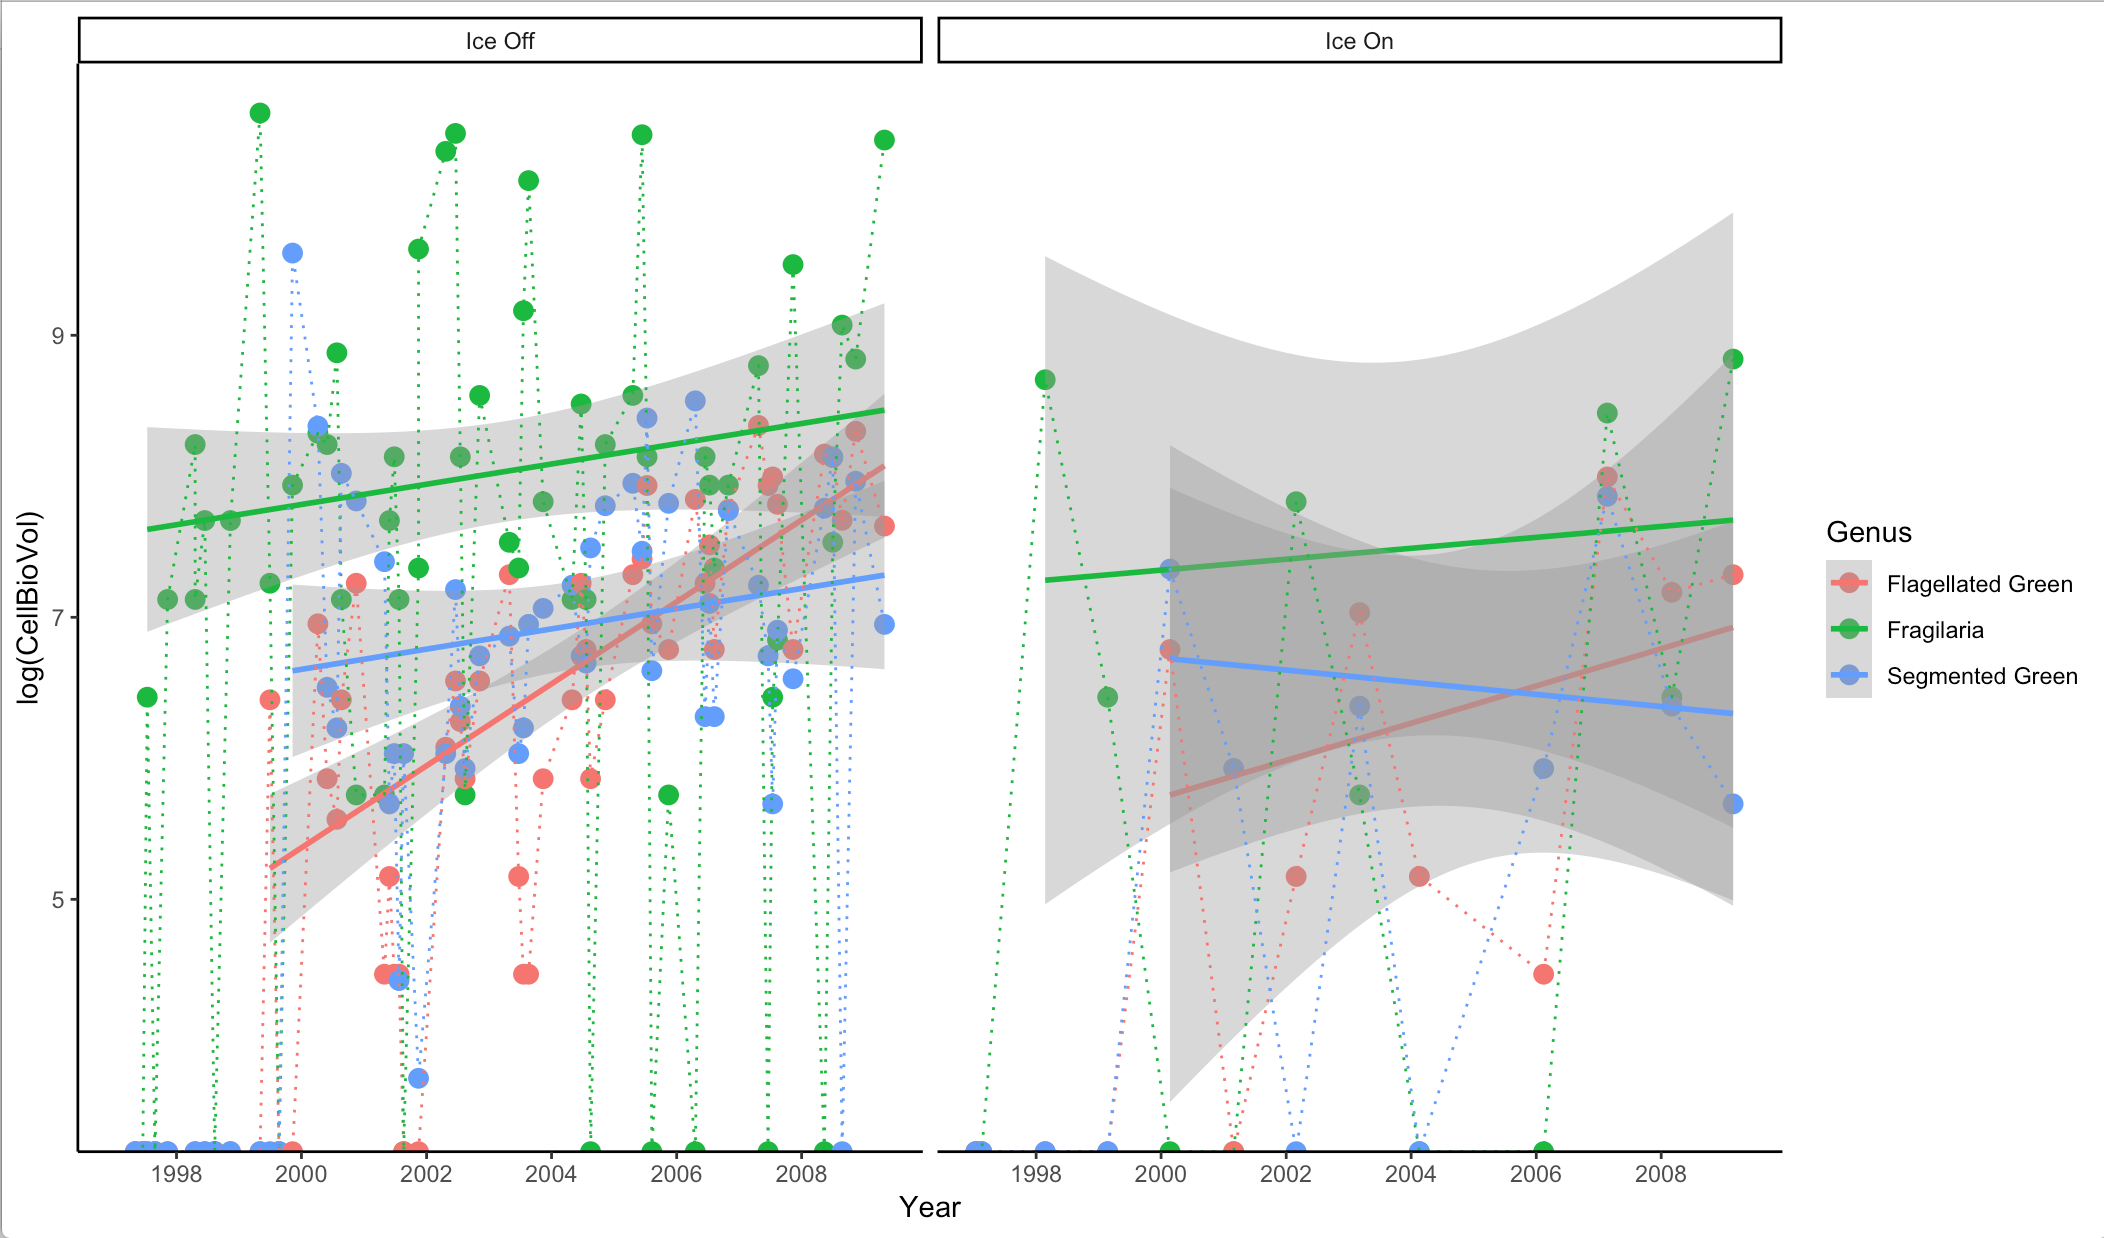 Ice Off
Ice On
log(CellBioVol)
9
7
5
1998 2000 2002 2004 2006 2008
1998 2000 2002 2004 2006 2008
Year
Genus
Flagellated Green
Fragilaria
Segmented Green